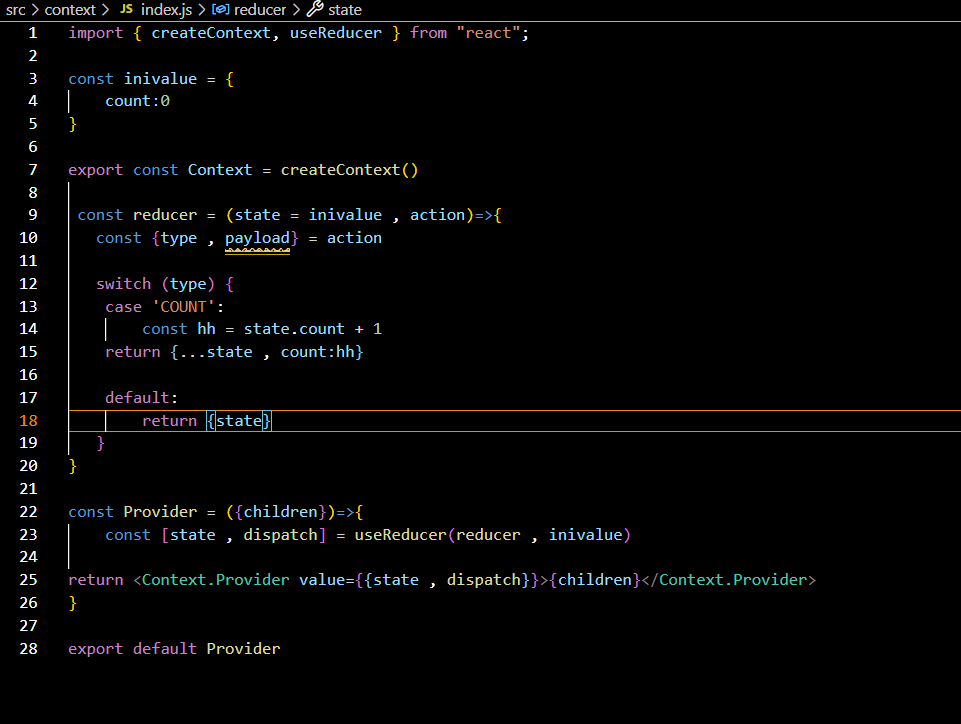 src > context > JS index.js > reducer > state
1 import { createContext, useReducer } from "react";
2
3 const inivalue = {
4 count:0
5 }
6
7 export const Context = createContext()
8
9 const reducer = (state = inivalue , action)=>{
10 const {type , payload} = action
11
12 switch (type) {
13 case 'COUNT':
14 const hh = state.count + 1
15 return {...state , count:hh}
16
17 default:
18 return {state}
19 }
20 }
21
22 const Provider = ({children})=>{
23 const [state , dispatch] = useReducer(reducer , inivalue)
24
25 return <Context.Provider value={{state , dispatch}}>{children}</Context.Provider>
26 }
27
28 export default Provider